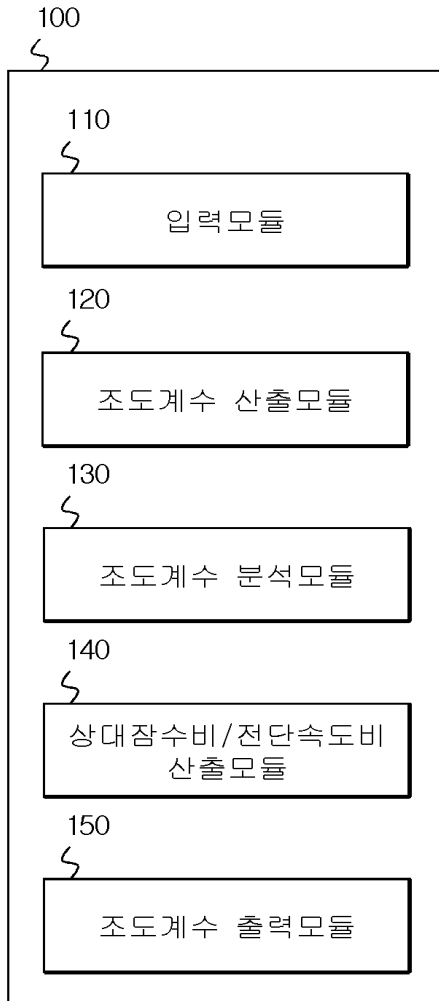 100
110
입력모듈
120
조도계수 산출모듈
130
조도계수 분석모듈
140
상대잠수비/전단속도비
산출모듈
150
조도계수 출력모듈